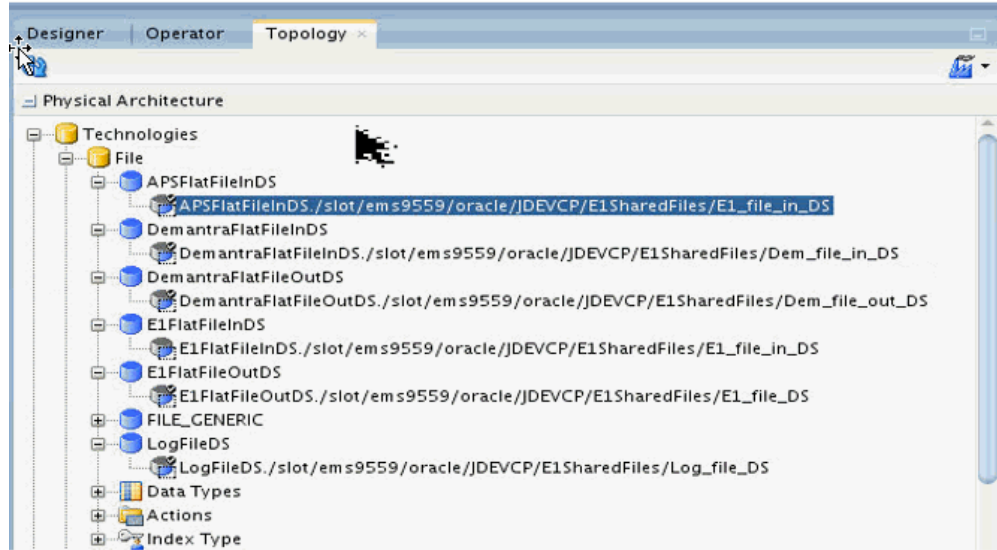 Designer Operator Topology
Physical Architecture
Technologies
File
APSFlatFileInDS
APSFlatFileInDS./slot/ems9559/oracle/JDEVCP/E1SharedFiles/E1_file_in_DS
DemantraFlatFileInDS
DemantraFlatFileInDS./slot/ems9559/oracle/JDEVCP/E1SharedFiles/Dem_file_in_DS
DemantraFlatFileOutDS
DemantraFlatFileOutDS./slot/ems9559/oracle/JDEVCP/E1SharedFiles/Dem_file_out_DS
E1FlatFileInDS
E1FlatFileInDS./slot/ems9559/oracle/JDEVCP/E1SharedFiles/E1_file_in_DS
E1FlatFileOutDS
E1FlatFileOutDS./slot/ems9559/oracle/JDEVCP/E1SharedFiles/E1_file_DS
FILE_GENERIC
LogFileDS
LogFileDS./slot/ems9559/oracle/JDEVCP/E1SharedFiles/Log_file_DS
Data Types
Actions
Index Type